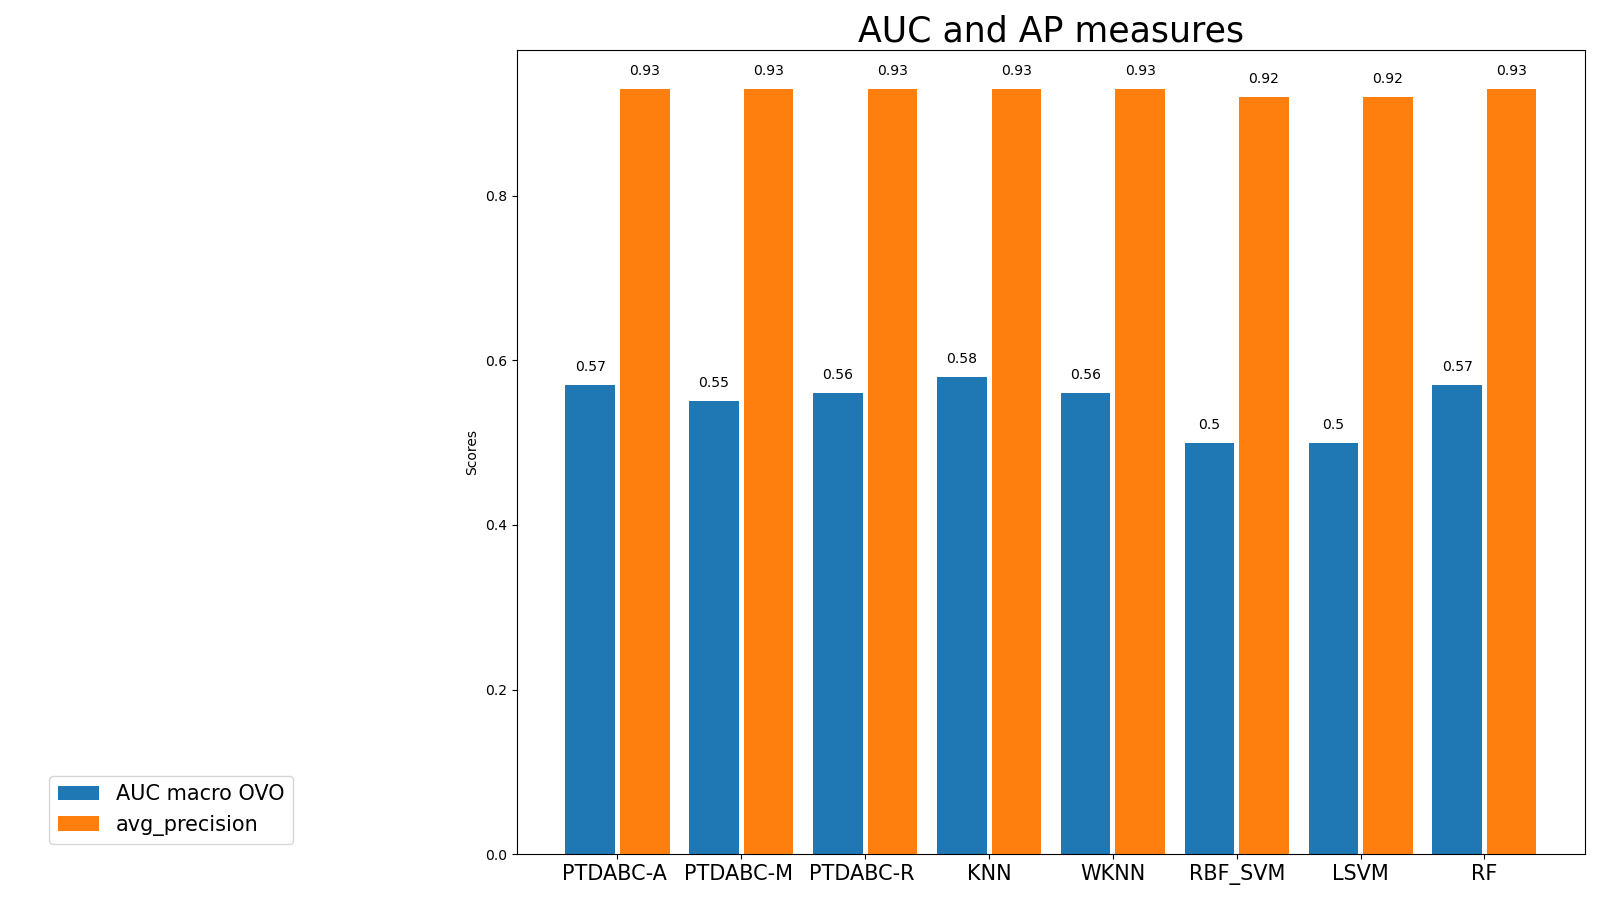 AUC and AP measures
0.93 0.93 0.93 0.93 0.93 0.92 0.92 0.93
0.57 0.55 0.56 0.58 0.56 0.5 0.5 0.57
Scores
0.8
0.6
0.4
0.2
0.0
PTDABC-A PTDABC-M PTDABC-R KNN WKNN RBF_SVM LSVM RF
AUC macro OVO
avg_precision